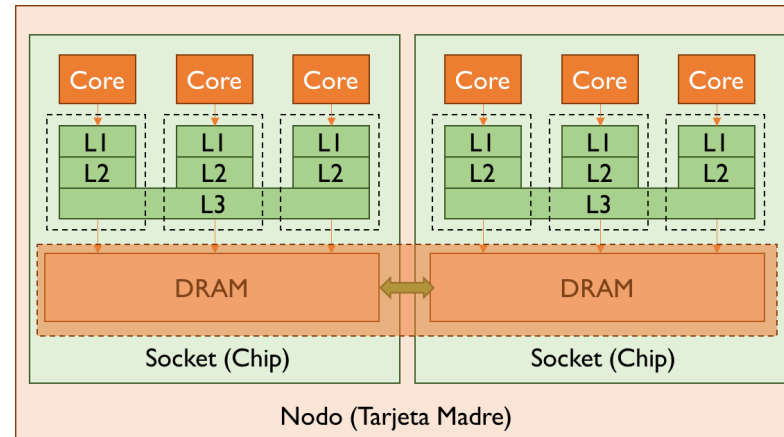 Core Core Core Core Core Core
L1 L1 L1 L1 L1 L1
L2 L2 L2 L2 L2 L2
L3 L3
DRAM DRAM
Socket (Chip) Socket (Chip)
Nodo (Tarjeta Madre)